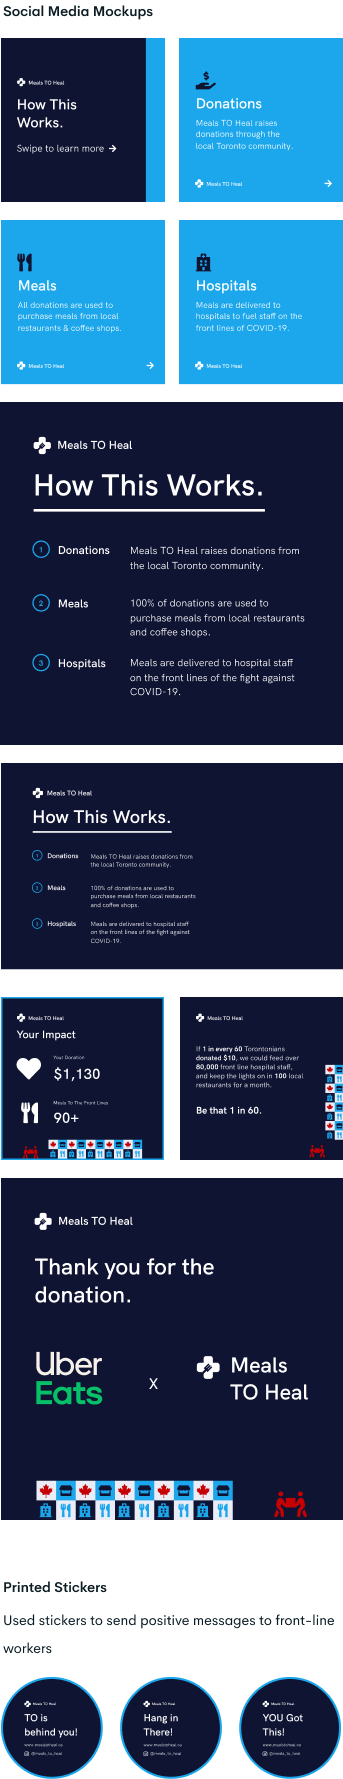 Social Media Mockups
Meals TO Heal
How This
Works.
Swipe to learn more →
$
Donations
Meals TO Heal raises
donations through the
local Toronto community.
Meals TO Heal
→
Meals
All donations are used to
purchase meals from local
restaurants & coffee shops.
Meals TO Heal
→
Hospitals
Meals are delivered to
hospitals to fuel staff on the
front lines of COVID-19.
Meals TO Heal
Meals TO Heal
How This Works.
1 Donations
Meals TO Heal raises donations from
the local Toronto community.
2 Meals
100% of donations are used to
purchase meals from local restaurants
and coffee shops.
3 Hospitals
Meals are delivered to hospital staff
on the front lines of the fight against
COVID-19.
Meals TO Heal
How This Works.
1 Donations
Meals TO Heal raises donations from
the local Toronto community.
2 Meals
100% of donations are used to
purchase meals from local restaurants
and coffee shops.
3 Hospitals
Meals are delivered to hospital staff
on the front lines of the fight against
COVID-19.
Meals TO Heal
Your Impact
Your Donation
$1,130
Meals To The Front Lines
90+
Meals TO Heal
If 1 in every 60 Torontonians
donated $10, we could feed over
80,000 front line hospital staff,
and keep the lights on in 100 local
restaurants for a month.
Be that 1 in 60.
Meals TO Heal
Thank you for the
donation.
Uber
Eats
X
Meals
TO Heal
Printed Stickers
Used stickers to send positive messages to front-line
workers
Meals TO Heal
TO is
behind you!
www.mealstoheal.ca
@meals_to_heal
Meals TO Heal
Hang in
There!
www.mealstoheal.ca
@meals_to_heal
Meals TO Heal
YOU Got
This!
www.mealstoheal.ca
@meals_to_heal